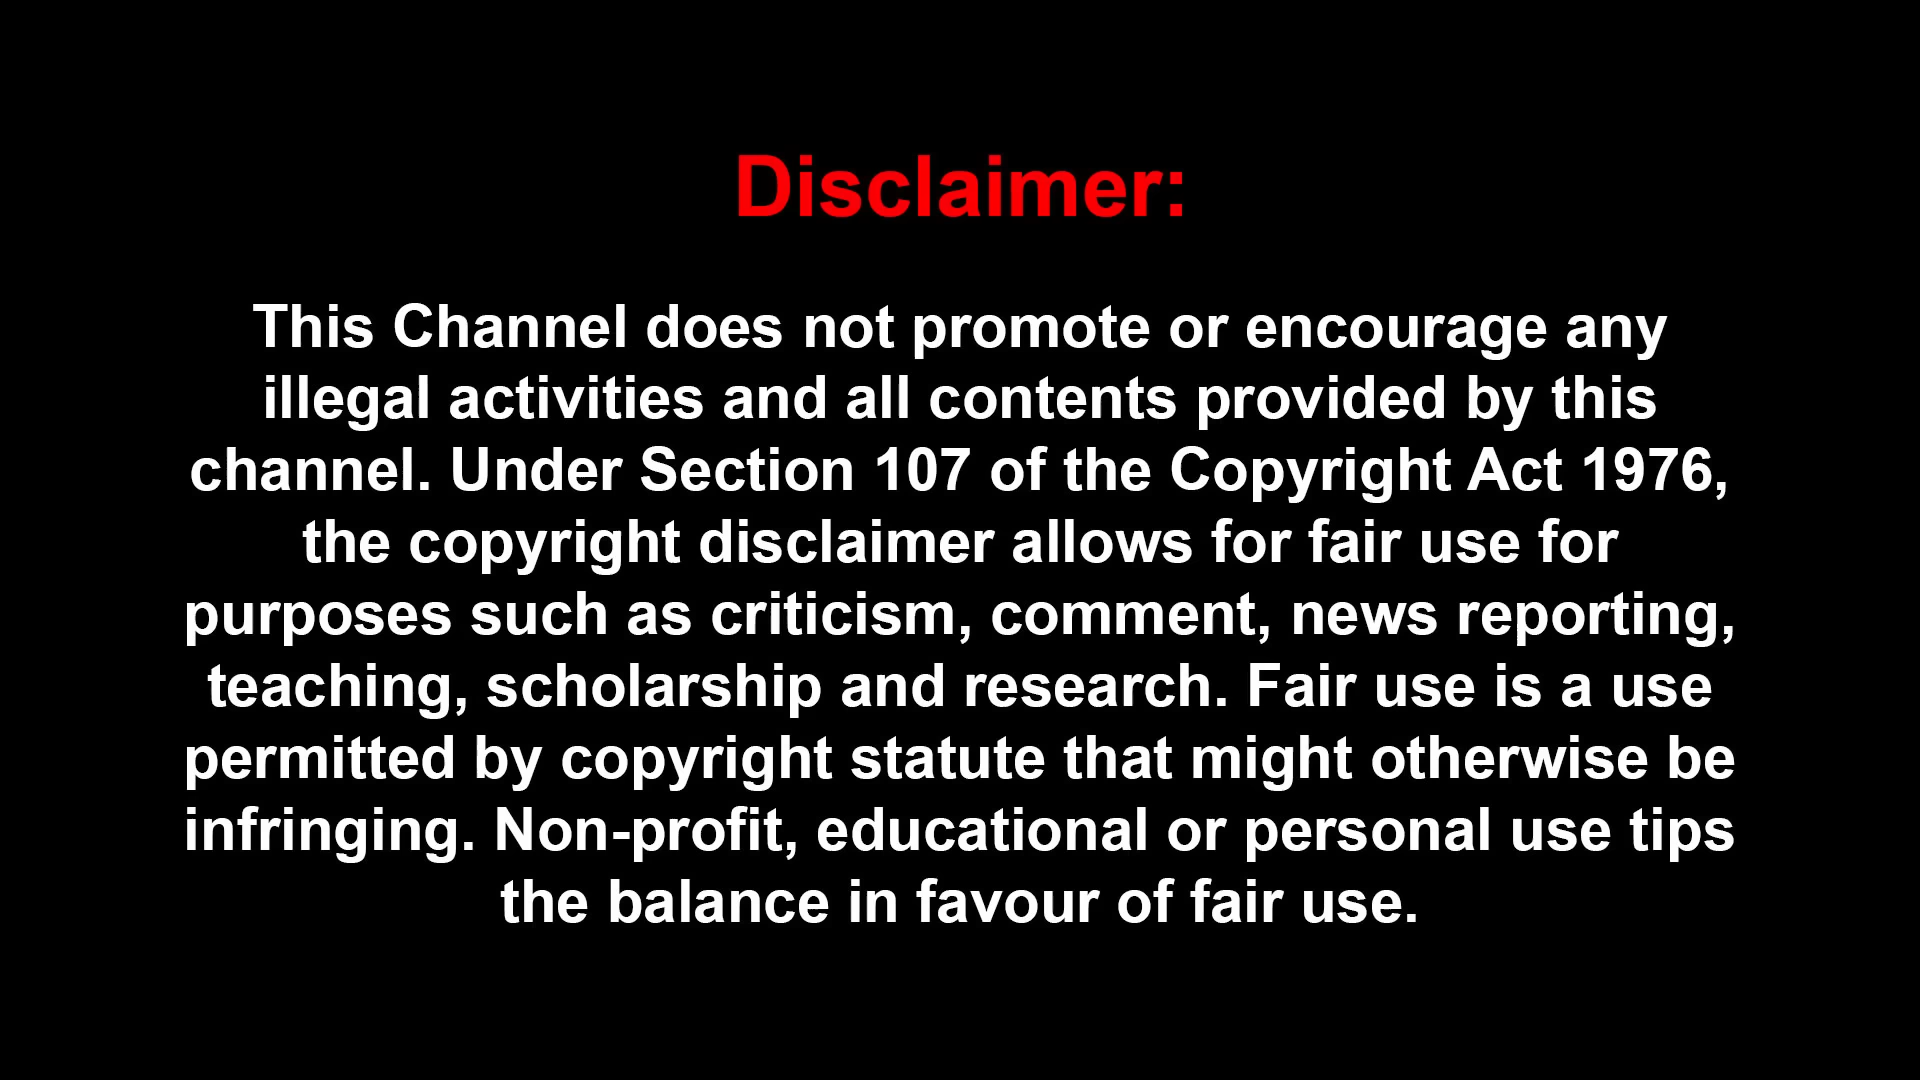 Disclaimer:
This Channel does not promote or encourage any
illegal activities and all contents provided by this
channel. Under Section 107 of the Copyright Act 1976,
the copyright disclaimer allows for fair use for
purposes such as criticism, comment, news reporting,
teaching, scholarship and research. Fair use is a use
permitted by copyright statute that might otherwise be
infringing. Non-profit, educational or personal use tips
the balance in favour of fair use.